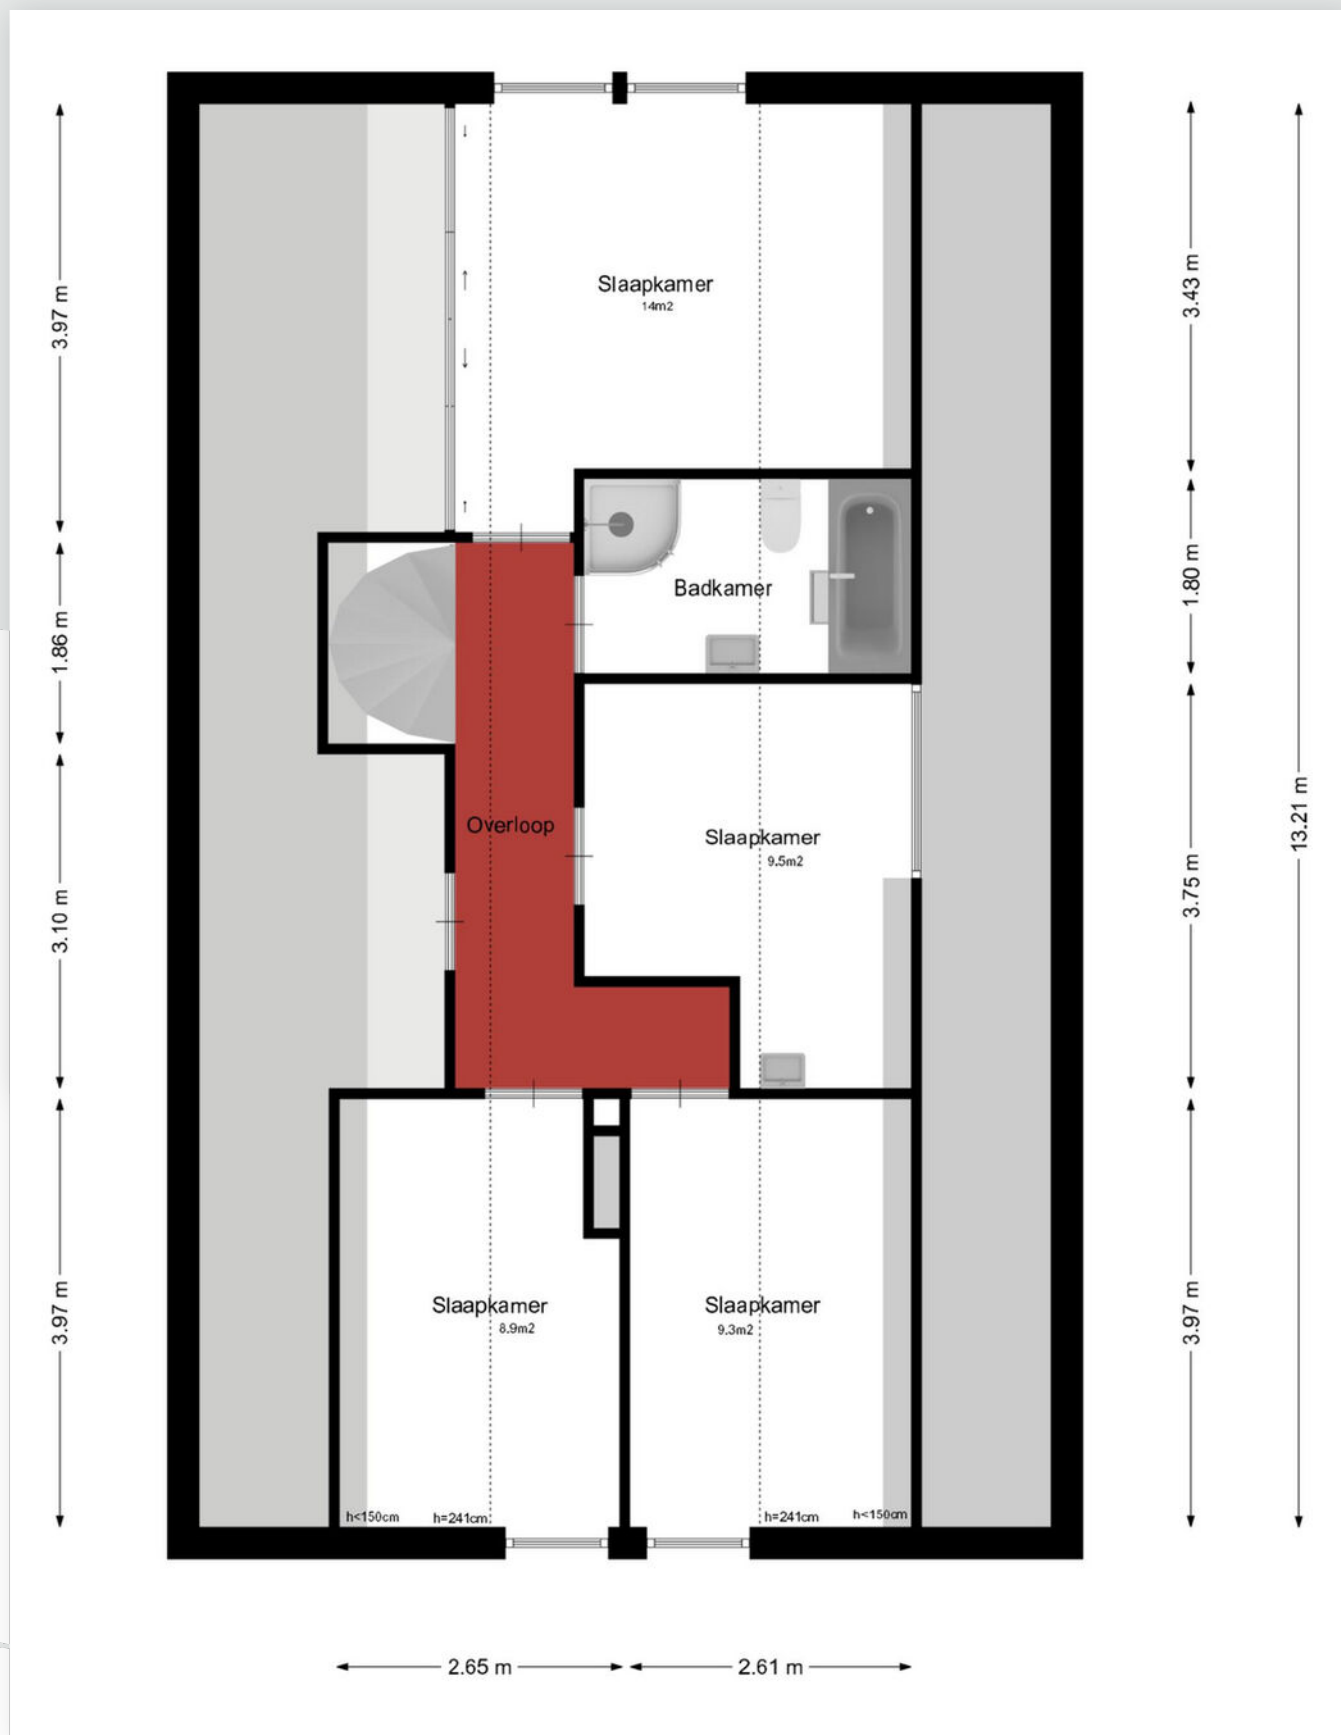 3.97 m
1.86 m
3.10 m
3.97 m
3.43 m
1.80 m
3.75 m
3.97 m
13.21 m
Slaapkamer
14m2
Badkamer
Overloop
Slaapkamer
9.5m2
Slaapkamer
8.9m2
Slaapkamer
9.3m2
h<150cm
h=241cm
h=241cm
h<150cm
2.65 m
2.61 m